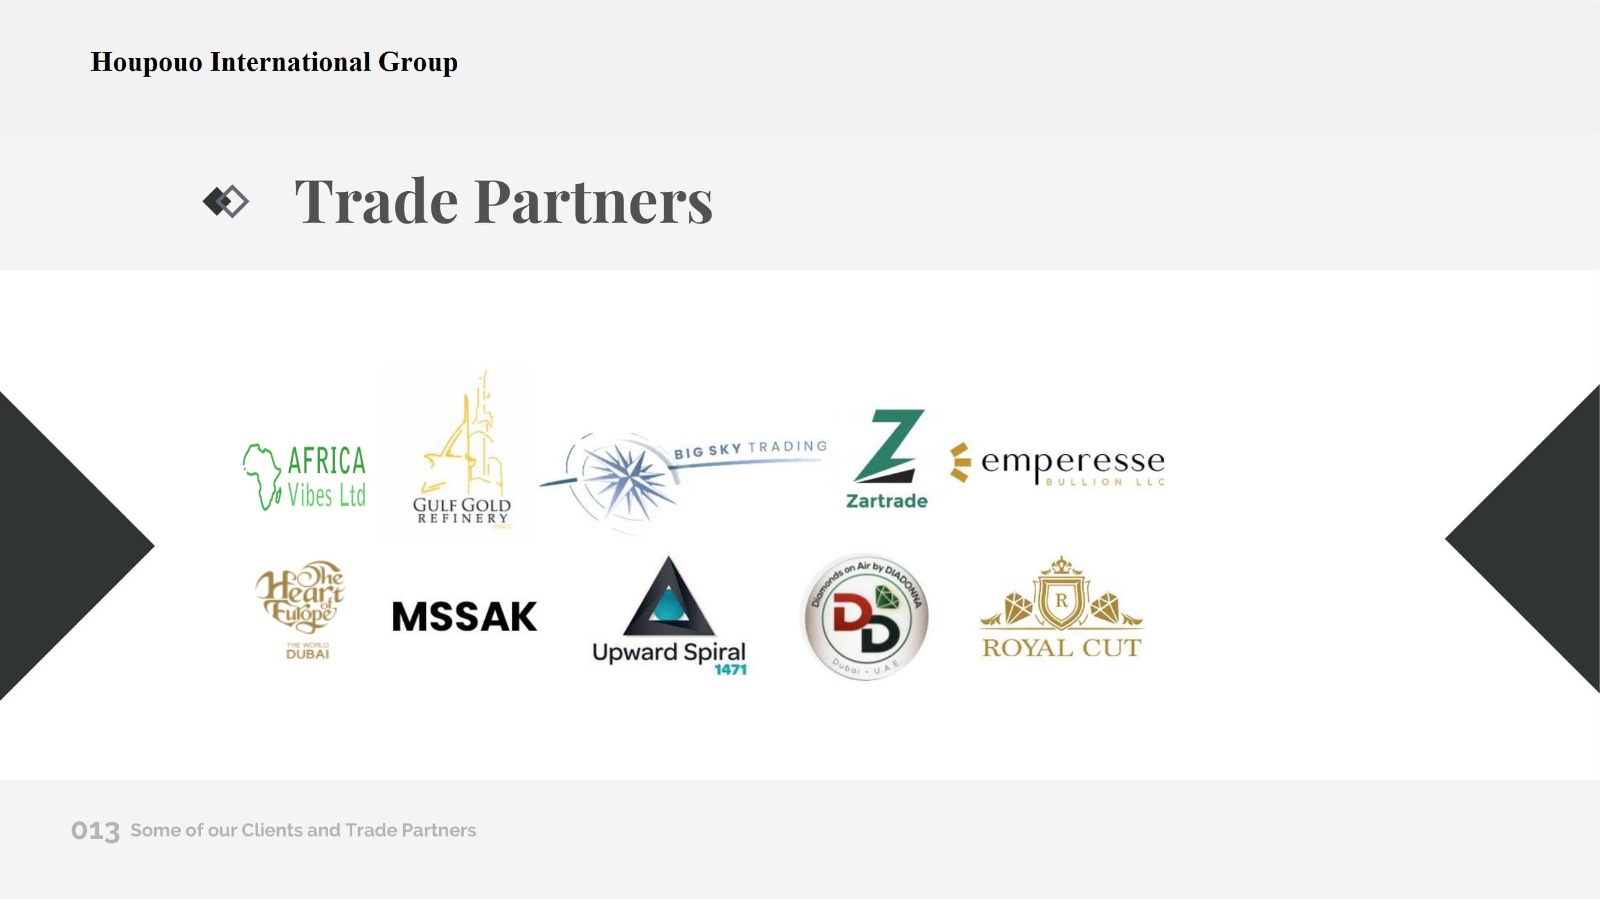 Houpouo International Group
Trade Partners
AFRICA
Vibes Ltd
GULF GOLD
REFINERY
BIG SKY TRADING
Zartrade
emperesse
BULLION LLC
The
Heart
of
Europe
THE WORLD
DUBAI
MSSAK
Upward Spiral
1471
Diamonds on Air by DIADONNA
DD
Dubai - U.A.E.
R
ROYAL CUT
013 Some of our Clients and Trade Partners